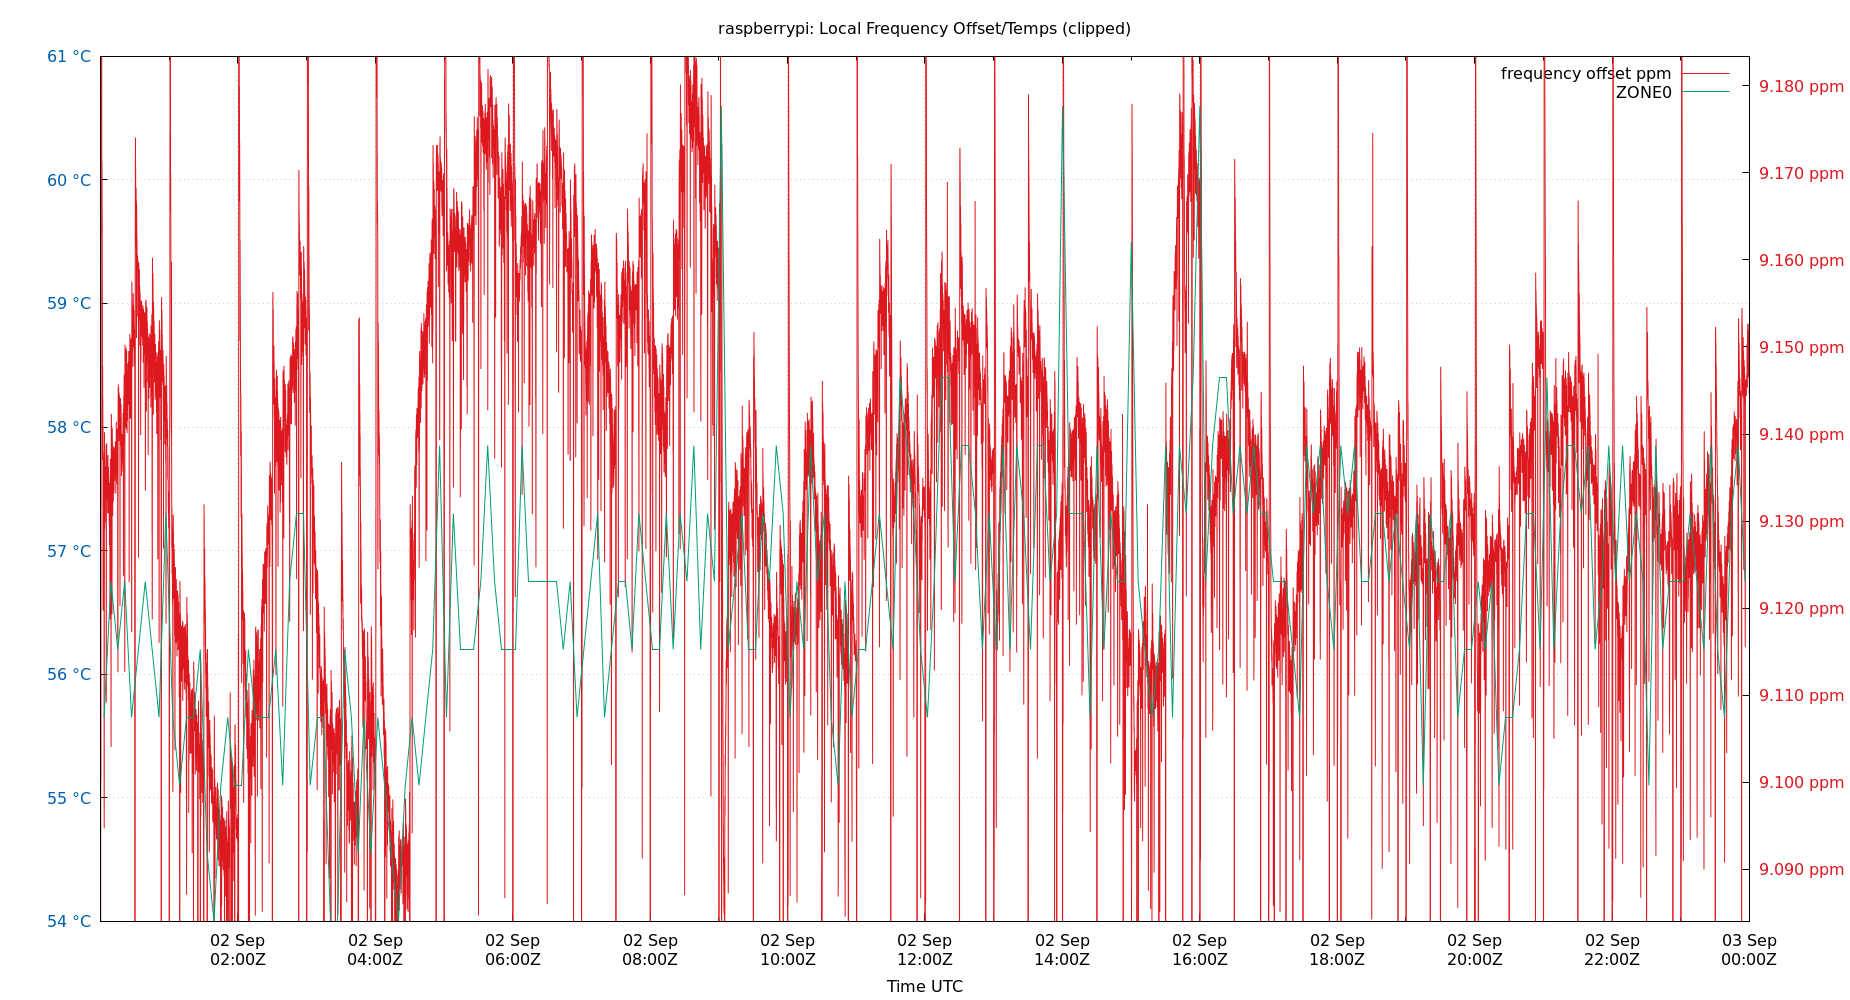 raspberrypi: Local Frequency Offset/Temps (clipped)
61 °C
60 °C
59 °C
58 °C
57 °C
56 °C
55 °C
54 °C
frequency offset ppm
ZONE0
9.180 ppm
9.170 ppm
9.160 ppm
9.150 ppm
9.140 ppm
9.130 ppm
9.120 ppm
9.110 ppm
9.100 ppm
9.090 ppm
02 Sep 02 Sep 02 Sep 02 Sep 02 Sep 02 Sep 02 Sep 02 Sep 02 Sep 02 Sep 02 Sep 03 Sep
02:00Z 04:00Z 06:00Z 08:00Z 10:00Z 12:00Z 14:00Z 16:00Z 18:00Z 20:00Z 22:00Z 00:00Z
Time UTC